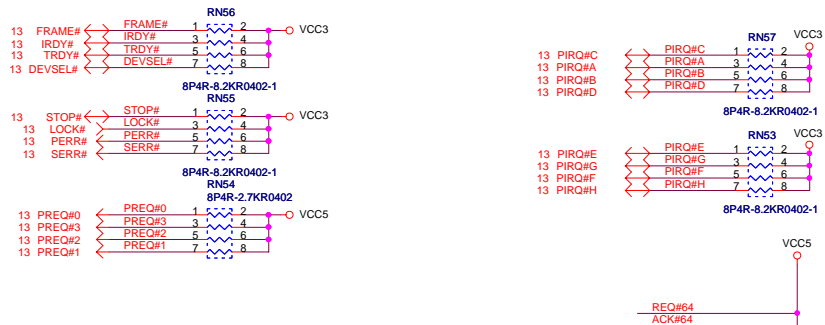 RN56
13 FRAME# FRAME# 1 2 VCC3
13 IRDY# IRDY# 3 4
13 TRDY# TRDY# 5 6
13 DEVSEL# DEVSEL# 7 8
8P4R-8.2KR0402-1
RN55
13 STOP# STOP# 1 2 VCC3
13 LOCK# LOCK# 3 4
13 PERR# PERR# 5 6
13 SERR# SERR# 7 8
8P4R-8.2KR0402-1
RN54
8P4R-2.7KR0402
13 PREQ#0 PREQ#0 1 2 VCC5
13 PREQ#3 PREQ#3 3 4
13 PREQ#2 PREQ#2 5 6
13 PREQ#1 PREQ#1 7 8
RN57
VCC3
13 PIRQ#C PIRQ#C 1 2
13 PIRQ#A PIRQ#A 3 4
13 PIRQ#B PIRQ#B 5 6
13 PIRQ#D PIRQ#D 7 8
8P4R-8.2KR0402-1
RN53
VCC3
13 PIRQ#E PIRQ#E 1 2
13 PIRQ#G PIRQ#G 3 4
13 PIRQ#F PIRQ#F 5 6
13 PIRQ#H PIRQ#H 7 8
8P4R-8.2KR0402-1
VCC5
REQ#64
ACK#64